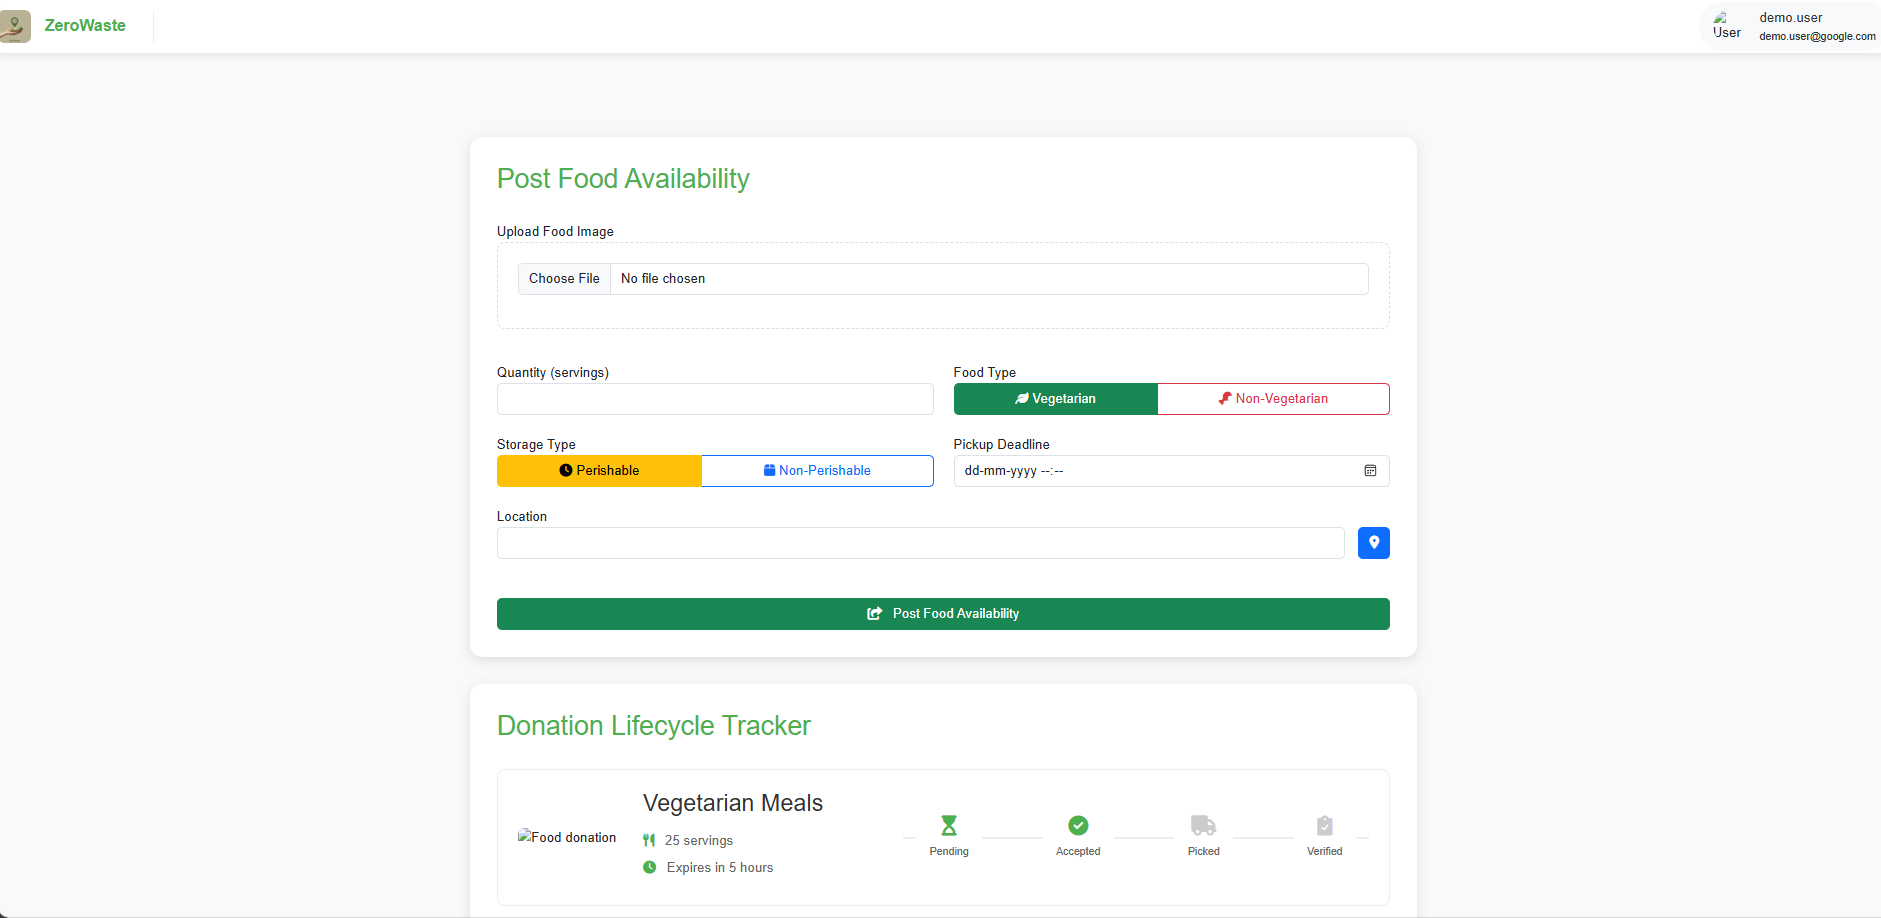 ZeroWaste
User
demo.user
demo.user@google.com
Post Food Availability
Upload Food Image
Choose File No file chosen
Quantity (servings)
Food Type
Vegetarian Non-Vegetarian
Storage Type
Pickup Deadline
Perishable Non-Perishable
dd-mm-yyyy --:--
Location
Post Food Availability
Donation Lifecycle Tracker
Food donation
Vegetarian Meals
25 servings
Expires in 5 hours
Pending Accepted Picked Verified